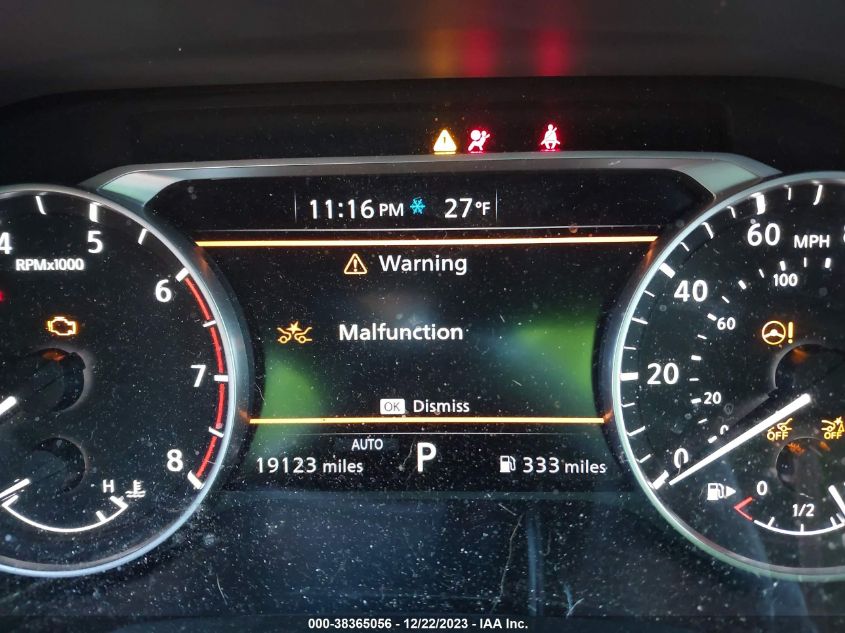 11:16 PM 27°F
4 5 6 7 8
RPMx1000
H
Warning
Malfunction
OK Dismiss
AUTO
19123 miles P 333 miles
60 MPH
100
40
60
20
20
0
OFF OFF
0 1/2
000-38365056 - 12/22/2023 - IAA Inc.